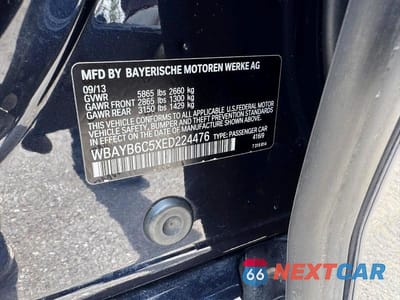 MFD BY BAYERISCHE MOTOREN WERKE AG
09/13
GVWR 5865 lbs 2660 kg
GAWR FRONT 2865 lbs 1300 kg
GAWR REAR 3150 lbs 1429 kg
THIS VEHICLE CONFORMS TO ALL APPLICABLE U.S. FEDERAL MOTOR
VEHICLE SAFETY, BUMPER, AND THEFT PREVENTION STANDARDS IN
EFFECT ON THE DATE OF MANUFACTURE SHOWN ABOVE.
WBAYB6C5XED224476 TYPE: PASSENGER CAR
416/9
66 NEXTCAR